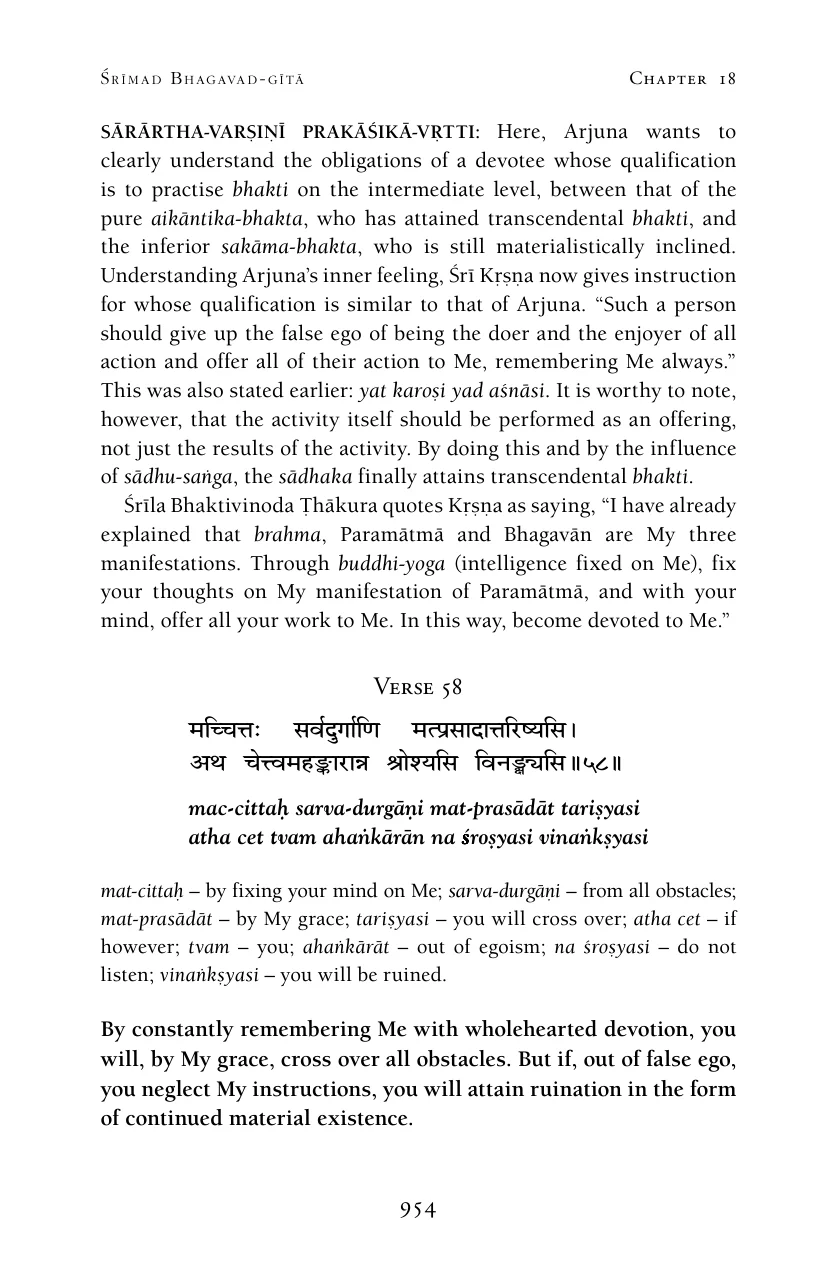 Śrīmad Bhagavad-gītā Chapter 18
SĀRĀRTHA-VARṢIṆĪ PRAKĀŚIKĀ-VṚTTI: Here, Arjuna wants to
clearly understand the obligations of a devotee whose qualification
is to practise bhakti on the intermediate level, between that of the
pure aikāntika-bhakta, who has attained transcendental bhakti, and
the inferior sakāma-bhakta, who is still materialistically inclined.
Understanding Arjuna’s inner feeling, Śrī Kṛṣṇa now gives instruction
for whose qualification is similar to that of Arjuna. “Such a person
should give up the false ego of being the doer and the enjoyer of all
action and offer all of their action to Me, remembering Me always.”
This was also stated earlier: yat karoṣi yad aśnāsi. It is worthy to note,
however, that the activity itself should be performed as an offering,
not just the results of the activity. By doing this and by the influence
of sādhu-saṅga, the sādhaka finally attains transcendental bhakti.
Śrīla Bhaktivinoda Ṭhākura quotes Kṛṣṇa as saying, “I have already
explained that brahma, Paramātmā and Bhagavān are My three
manifestations. Through buddhi-yoga (intelligence fixed on Me), fix
your thoughts on My manifestation of Paramātmā, and with your
mind, offer all your work to Me. In this way, become devoted to Me.”
Verse 58
मच्चित्तः सर्वदुर्गाणि मत्प्रसादात्तरिष्यसि।
अथ चेत्त्वमहङ्कारान्न श्रोश्यसि विनङ्क्ष्यसि॥५८॥
mac-cittaḥ sarva-durgāṇi mat-prasādāt tariṣyasi
atha cet tvam ahaṅkārān na śroṣyasi vinaṅkṣyasi
mat-cittaḥ – by fixing your mind on Me; sarva-durgāṇi – from all obstacles;
mat-prasādāt – by My grace; tariṣyasi – you will cross over; atha cet – if
however; tvam – you; ahaṅkārāt – out of egoism; na śroṣyasi – do not
listen; vinaṅkṣyasi – you will be ruined.
By constantly remembering Me with wholehearted devotion, you
will, by My grace, cross over all obstacles. But if, out of false ego,
you neglect My instructions, you will attain ruination in the form
of continued material existence.
954